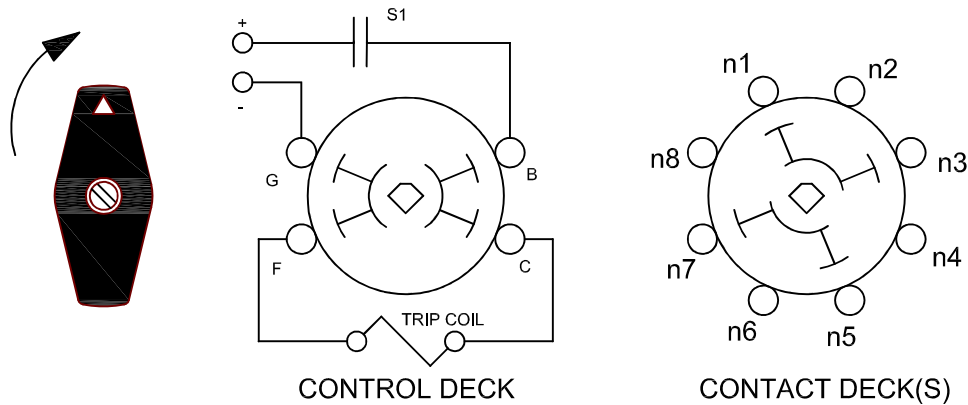 S1
+
-
G
B
F
C
TRIP COIL
CONTROL DECK
n1
n2
n8
n3
n7
n4
n6
n5
CONTACT DECK(S)